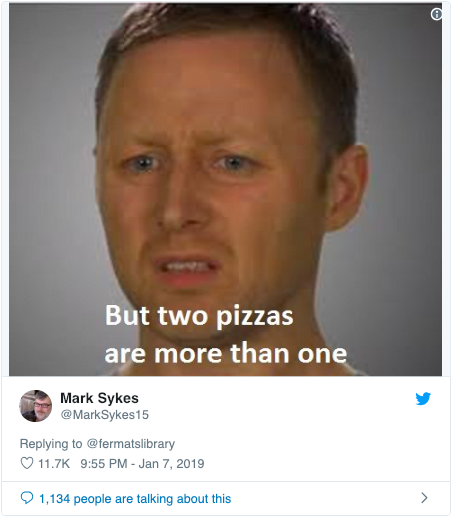 But two pizzas
are more than one
Mark Sykes
@MarkSykes15
Replying to @fermatslibrary
11.7K 9:55 PM - Jan 7, 2019
1,134 people are talking about this